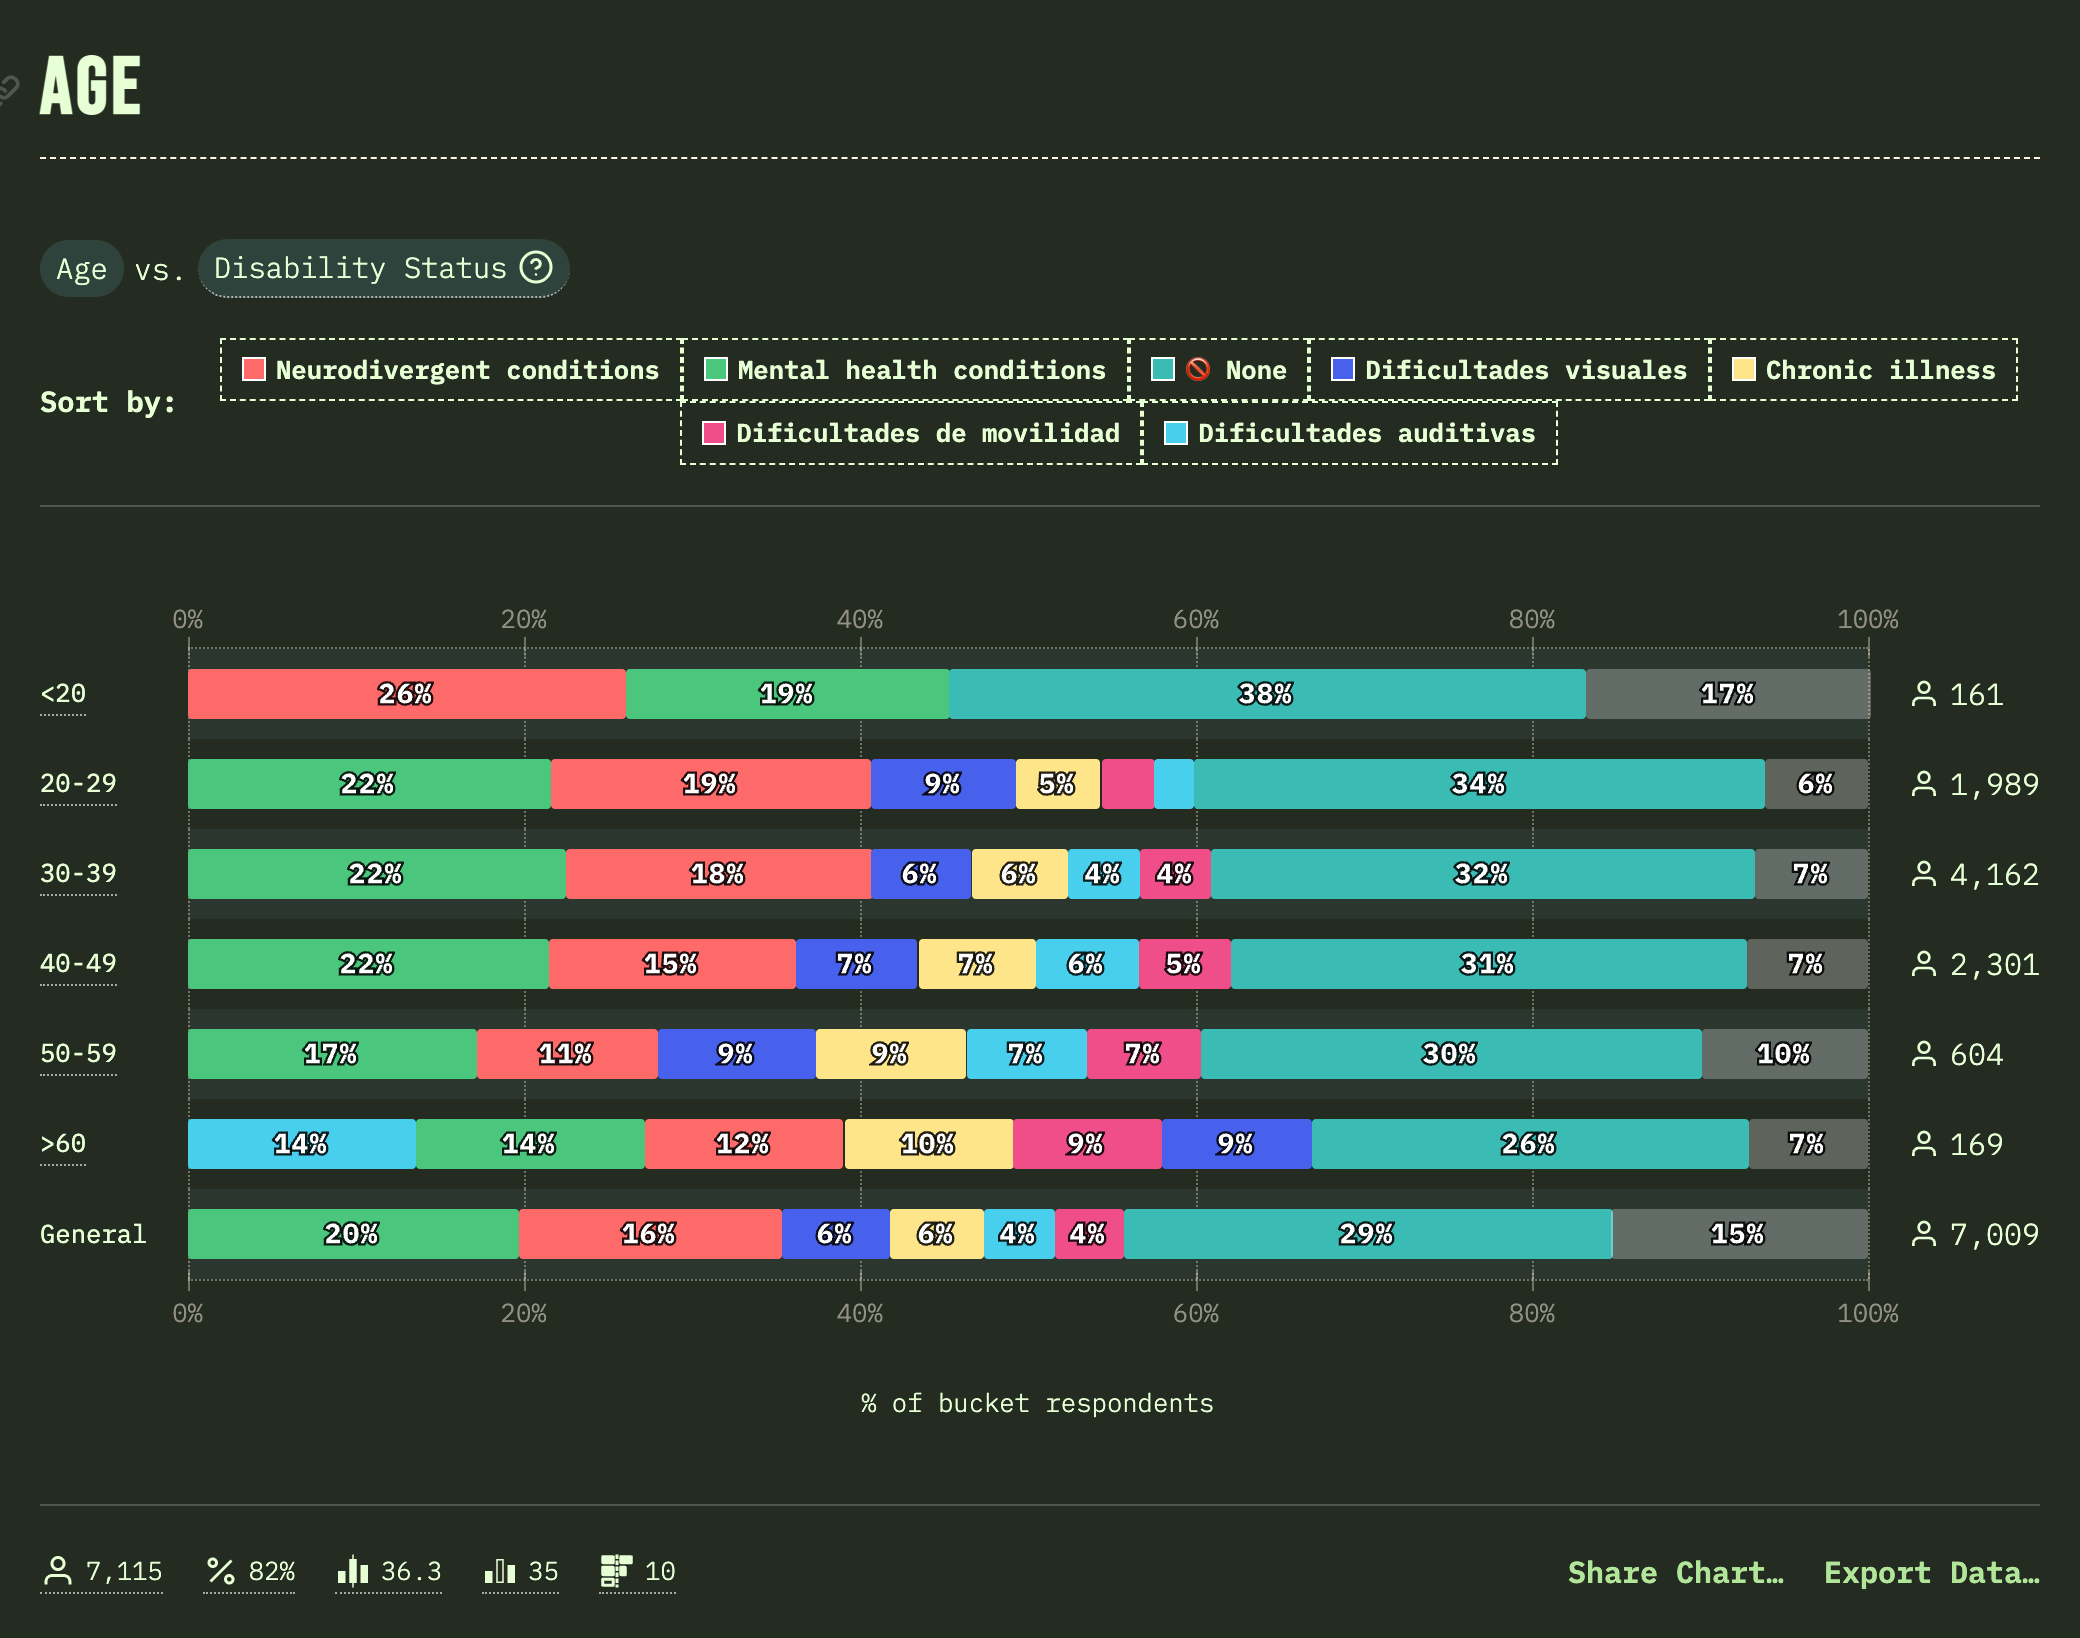 AGE
Age vs. Disability Status ?
Sort by:
Neurodivergent conditions Mental health conditions 🚫 None Dificultades visuales Chronic illness
Dificultades de movilidad Dificultades auditivas
0% 20% 40% 60% 80% 100%
<20 26% 19% 38% 17% 161
20-29 22% 19% 9% 5% 34% 6% 1,989
30-39 22% 18% 6% 6% 4% 4% 32% 7% 4,162
40-49 22% 15% 7% 7% 6% 5% 31% 7% 2,301
50-59 17% 11% 9% 9% 7% 7% 30% 10% 604
>60 14% 14% 12% 10% 9% 9% 26% 7% 169
General 20% 16% 6% 6% 4% 4% 29% 15% 7,009
0% 20% 40% 60% 80% 100%
% of bucket respondents
7,115 82% 36.3 35 10 Share Chart… Export Data…